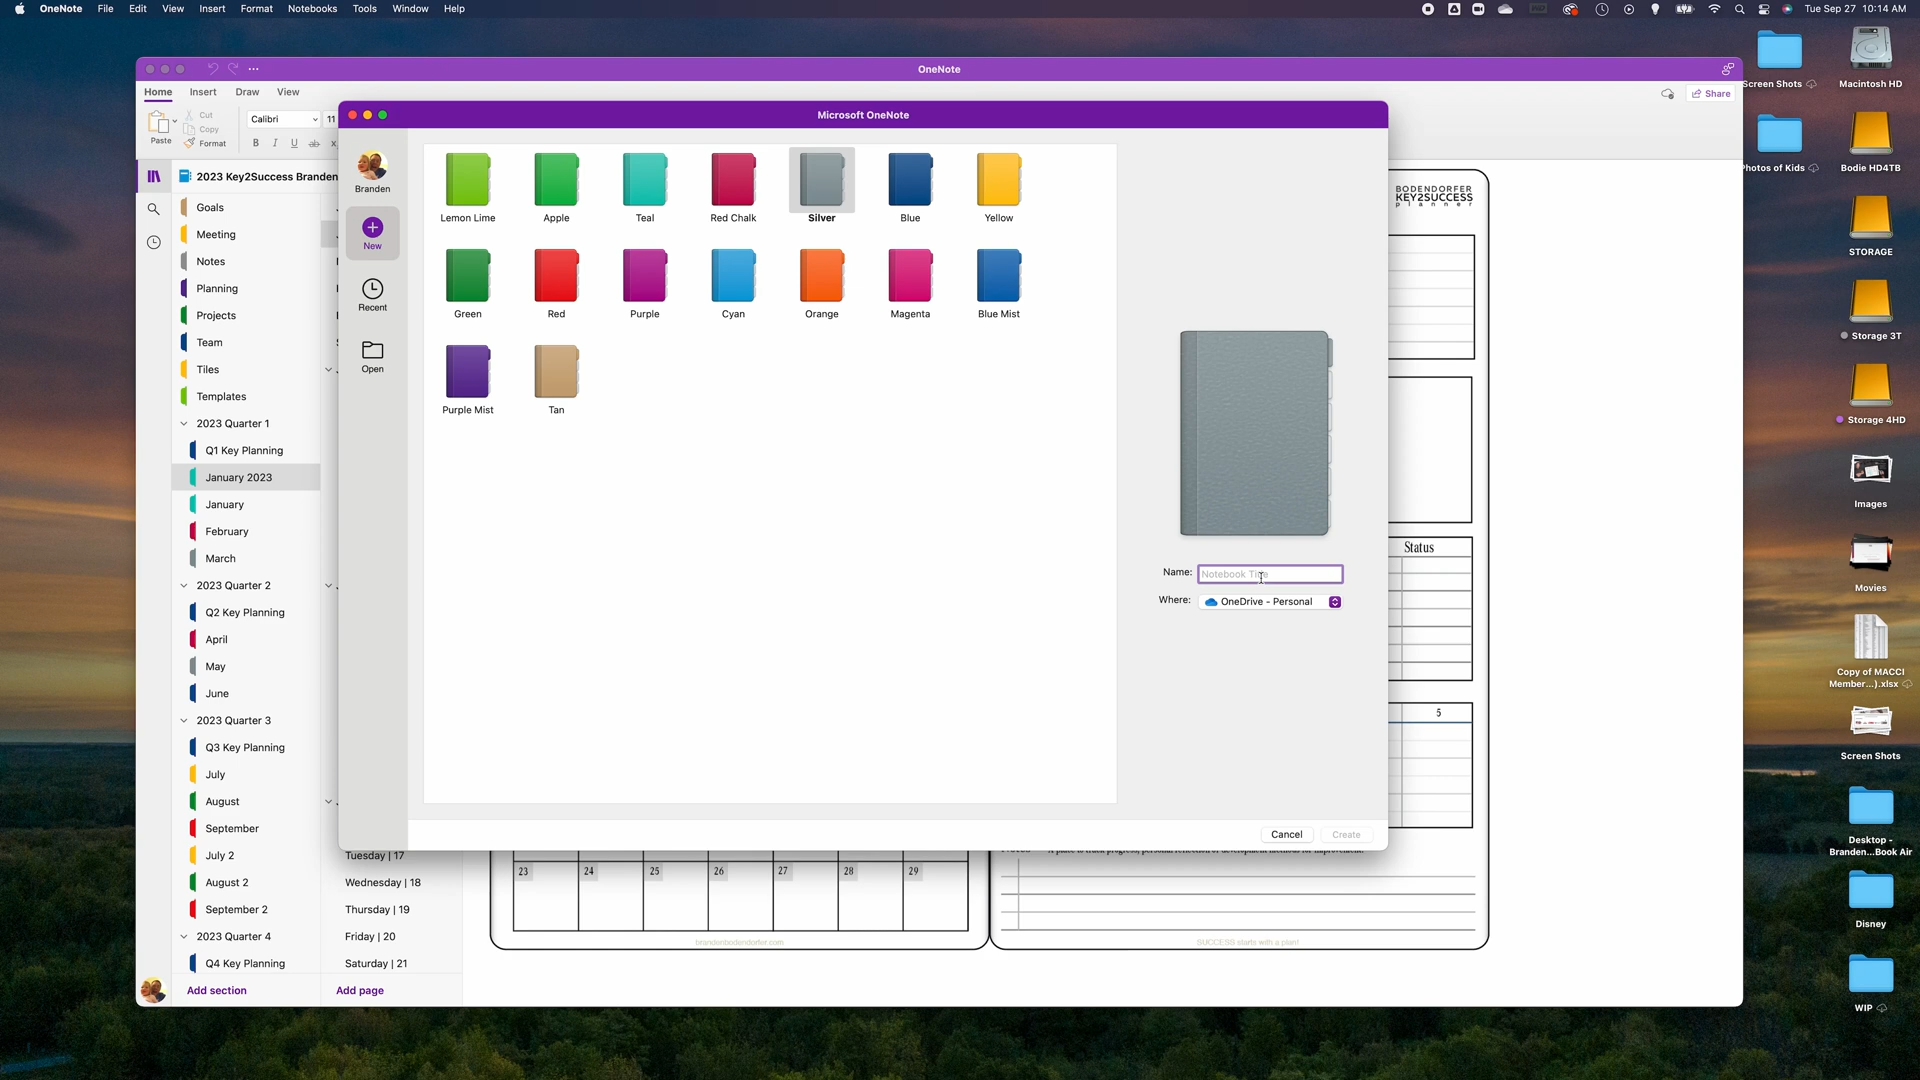 OneNote File Edit View Insert Format Notebooks Tools Window Help
Tue Sep 27 10:14 AM
OneNote
Home Insert Draw View
Share
Paste
Cut
Copy
Format
Calibri 11
B I U ab
2023 Key2Success Branden
Goals
Meeting
Notes
Planning
Projects
Team
Tiles
Templates
2023 Quarter 1
Q1 Key Planning
January 2023
January
February
March
2023 Quarter 2
Q2 Key Planning
April
May
June
2023 Quarter 3
Q3 Key Planning
July
August
September
July 2
August 2
September 2
2023 Quarter 4
Q4 Key Planning
Add section
Tuesday | 17
Wednesday | 18
Thursday | 19
Friday | 20
Saturday | 21
Add page
Microsoft OneNote
Branden
New
Recent
Open
Lemon Lime
Apple
Teal
Red Chalk
Silver
Blue
Yellow
Green
Red
Purple
Cyan
Orange
Magenta
Blue Mist
Purple Mist
Tan
Name: Notebook Title
Where: OneDrive - Personal
Cancel
Create
BODENDORFER
KEY2SUCCESS
planner
Status
5
23 24 25 26 27 28 29
brandenbodendorfer.com
SUCCESS starts with a plan!
Screen Shots
Macintosh HD
Photos of Kids
Bodie HD4TB
STORAGE
Storage 3T
Storage 4HD
Images
Movies
Copy of MACCI
Member...).xlsx
Screen Shots
Desktop -
Branden...Book Air
Disney
WIP